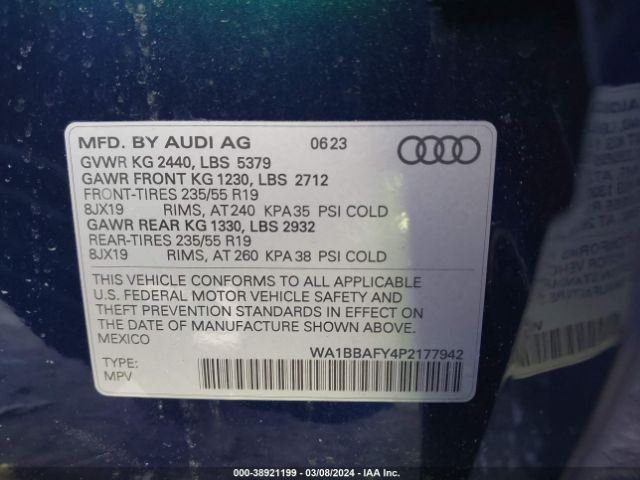 MFD. BY AUDI AG 0623
GVWR KG 2440, LBS 5379
GAWR FRONT KG 1230, LBS 2712
FRONT-TIRES 235/55 R19
8JX19 RIMS, AT 240 KPA 35 PSI COLD
GAWR REAR KG 1330, LBS 2932
REAR-TIRES 235/55 R19
8JX19 RIMS, AT 260 KPA 38 PSI COLD
THIS VEHICLE CONFORMS TO ALL APPLICABLE
U.S. FEDERAL MOTOR VEHICLE SAFETY AND
THEFT PREVENTION STANDARDS IN EFFECT ON
THE DATE OF MANUFACTURE SHOWN ABOVE.
MEXICO
WA1BBAFY4P2177942
TYPE:
MPV
000-38921199 - 03/08/2024 - IAA Inc.